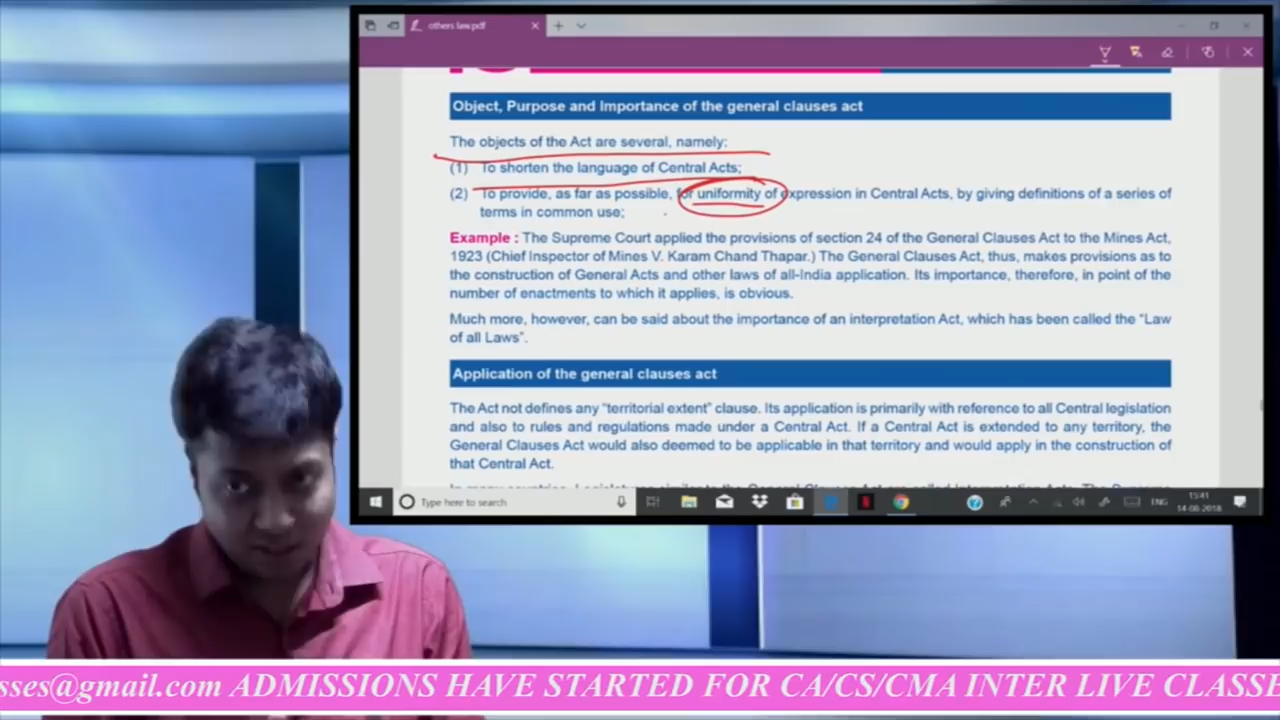 others law.pdf
Object, Purpose and Importance of the general clauses act
The objects of the Act are several, namely:
(1) To shorten the language of Central Acts;
(2) To provide, as far as possible, for uniformity of expression in Central Acts, by giving definitions of a series of
terms in common use;
Example : The Supreme Court applied the provisions of section 24 of the General Clauses Act to the Mines Act,
1923 (Chief Inspector of Mines V. Karam Chand Thapar.) The General Clauses Act, thus, makes provisions as to
the construction of General Acts and other laws of all-India application. Its importance, therefore, in point of the
number of enactments to which it applies, is obvious.
Much more, however, can be said about the importance of an interpretation Act, which has been called the “Law
of all Laws”.
Application of the general clauses act
The Act not defines any “territorial extent” clause. Its application is primarily with reference to all Central legislation
and also to rules and regulations made under a Central Act. If a Central Act is extended to any territory, the
General Clauses Act would also deemed to be applicable in that territory and would apply in the construction of
that Central Act.
Type here to search
ENG
15:41
14-08-2018
sses@gmail.com ADMISSIONS HAVE STARTED FOR CA/CS/CMA INTER LIVE CLASSE